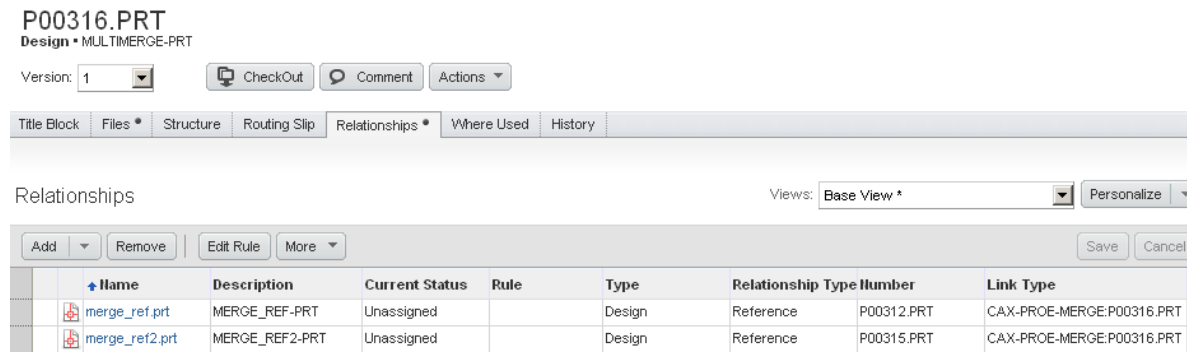 P00316.PRT
Design • MULTIMERGE-PRT
Version: 1 CheckOut Comment Actions
Title Block Files • Structure Routing Slip Relationships • Where Used History
Relationships Views: Base View * Personalize
Add Remove Edit Rule More Save Cancel
Name Description Current Status Rule Type Relationship Type Number Link Type
merge_ref.prt MERGE_REF-PRT Unassigned Design Reference P00312.PRT CAX-PROE-MERGE:P00316.PRT
merge_ref2.prt MERGE_REF2-PRT Unassigned Design Reference P00315.PRT CAX-PROE-MERGE:P00316.PRT